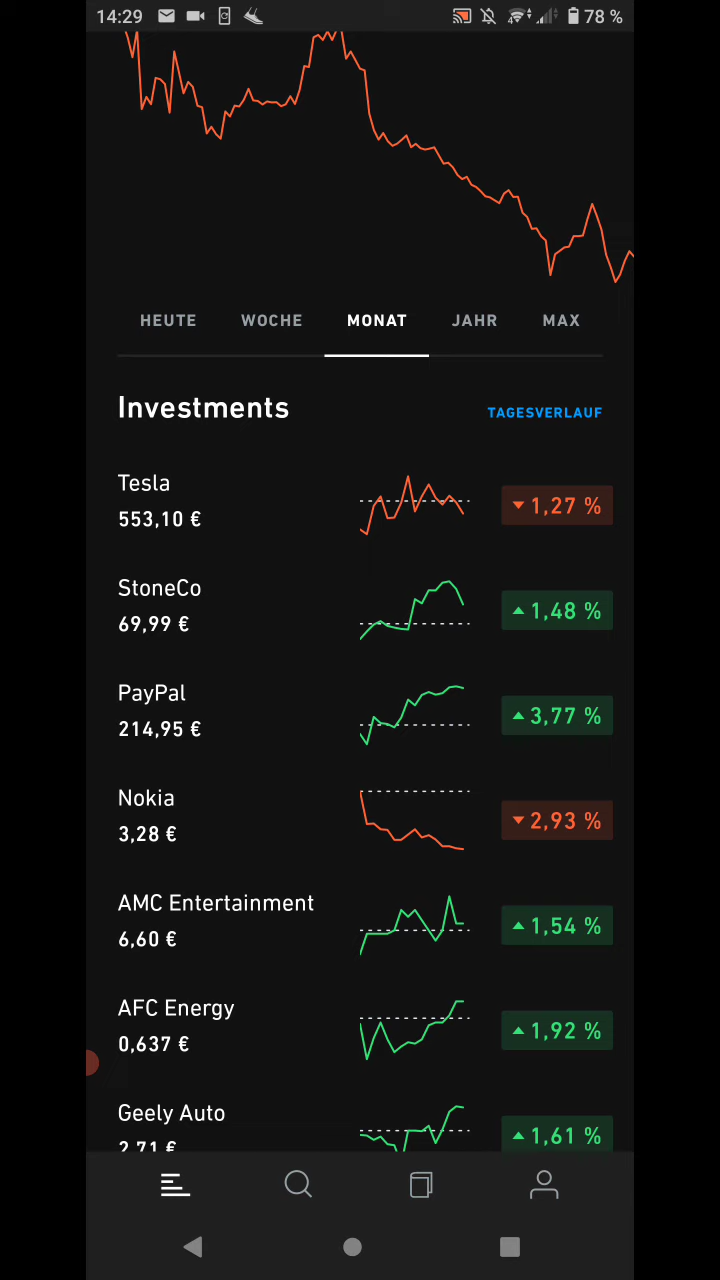 14:29 78 %
HEUTE WOCHE MONAT JAHR MAX
Investments TAGESVERLAUF
Tesla
553,10 € 1,27 %
StoneCo
69,99 € 1,48 %
PayPal
214,95 € 3,77 %
Nokia
3,28 € 2,93 %
AMC Entertainment
6,60 € 1,54 %
AFC Energy
0,637 € 1,92 %
Geely Auto
2,71 € 1,61 %